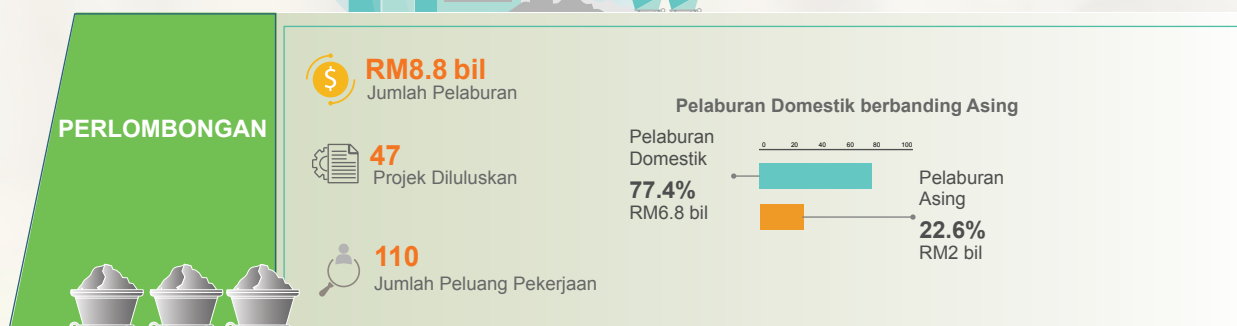 PERLOMBONGAN
RM8.8 bil
Jumlah Pelaburan
47
Projek Diluluskan
110
Jumlah Peluang Pekerjaan
Pelaburan Domestik berbanding Asing
Pelaburan
Domestik
77.4%
RM6.8 bil
0 20 40 60 80 100
Pelaburan
Asing
22.6%
RM2 bil